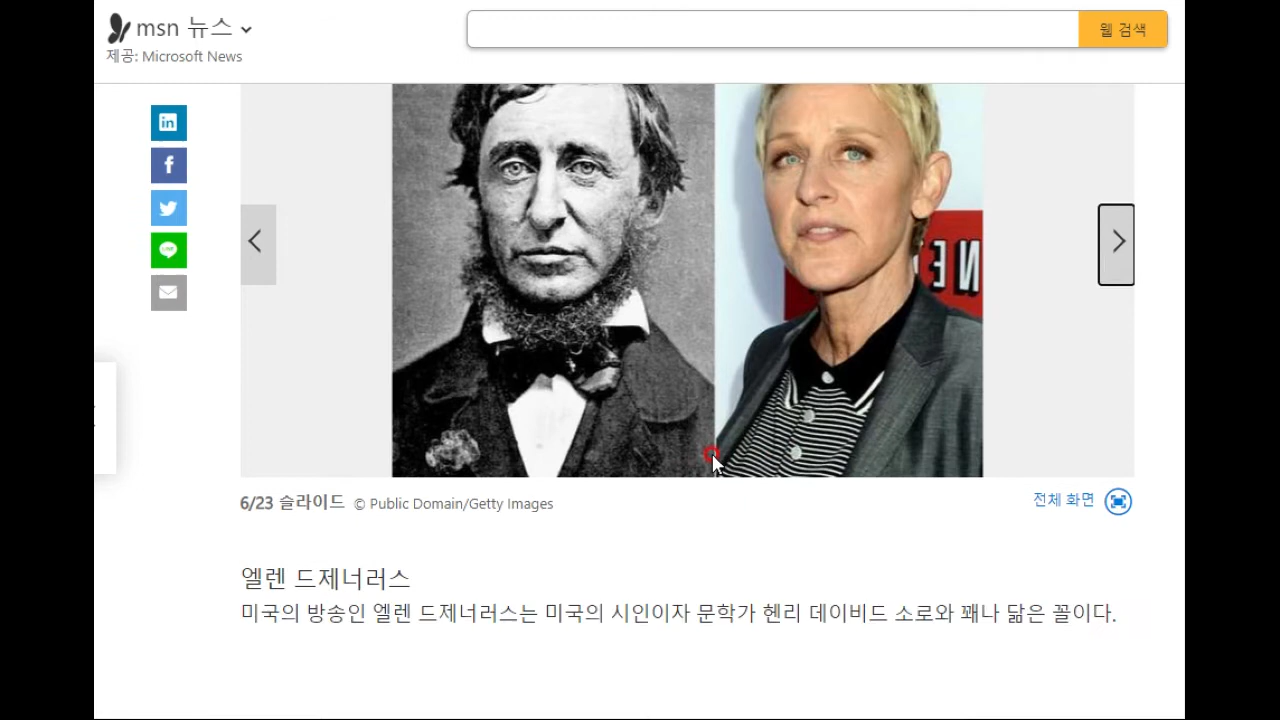 msn 뉴스
웹 검색
제공: Microsoft News
in
f
LINE
NE
6/23 슬라이드 © Public Domain/Getty Images
전체 화면
엘렌 드제너러스
미국의 방송인 엘렌 드제너러스는 미국의 시인이자 문학가 헨리 데이비드 소로와 꽤나 닮은 꼴이다.